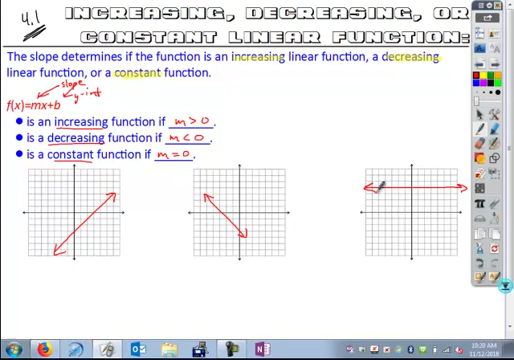 4.1
INCREASING, DECREASING, OR
CONSTANT LINEAR FUNCTION:
The slope determines if the function is an increasing linear function, a decreasing
linear function, or a constant function.
slope
f(x)=mx+b y-int
• is an increasing function if m > 0.
• is a decreasing function if m < 0.
• is a constant function if m = 0.
10:20 AM
11/12/2018